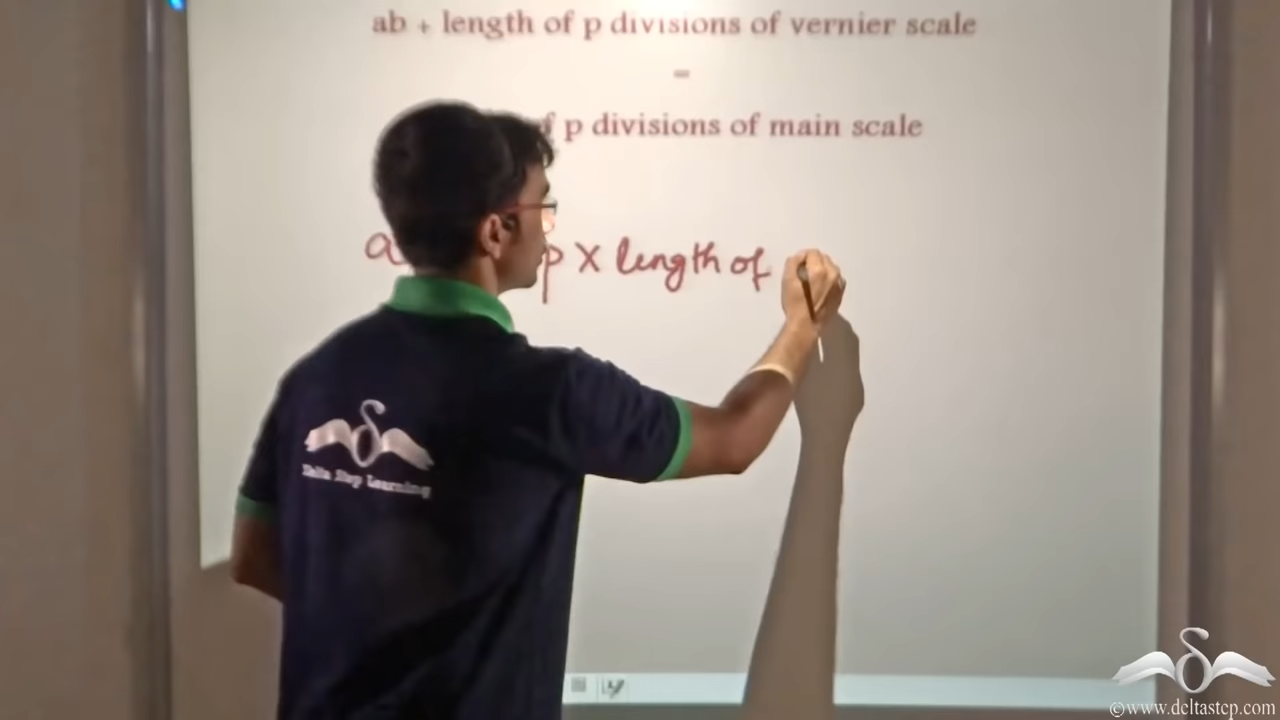 ab + length of p divisions of vernier scale
=
of p divisions of main scale
a p X length of
Delta Step Learning
©www.deltastep.com